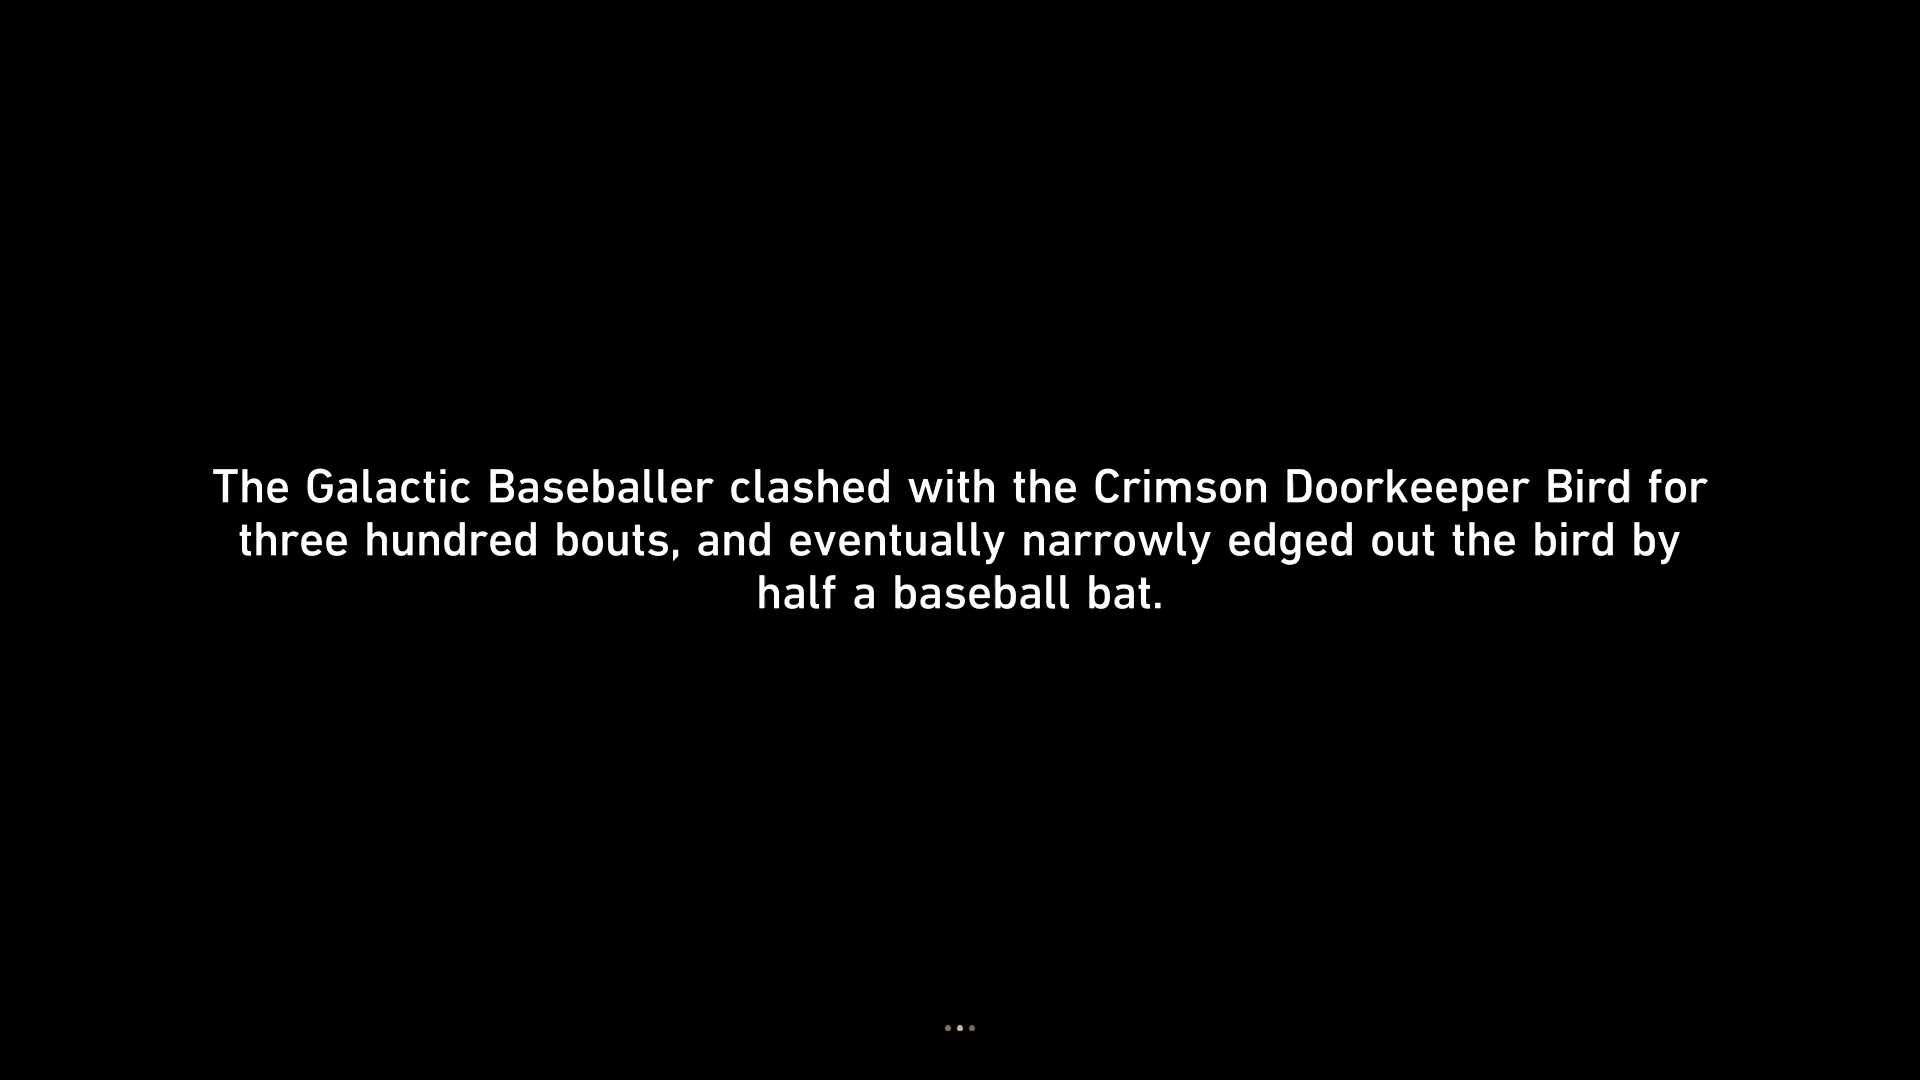 The Galactic Baseballer clashed with the Crimson Doorkeeper Bird for
three hundred bouts, and eventually narrowly edged out the bird by
half a baseball bat.